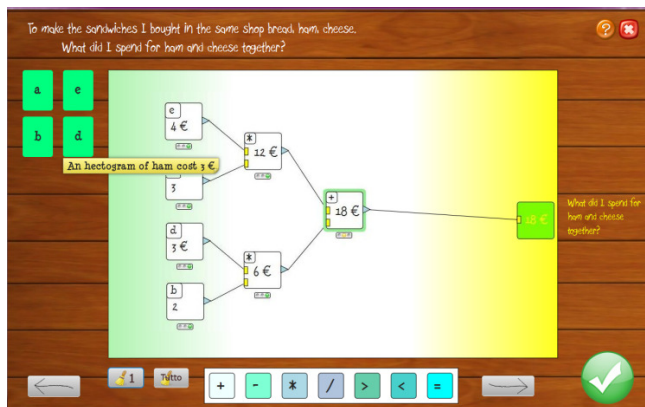 To make the sandwiches I bought in the same shop bread, ham, cheese.
What did I spend for ham and cheese together?
a
e
b
d
An hectogram of ham cost 3 €
e
4 €
3
d
3 €
b
2
*
12 €
*
6 €
+
18 €
18 €
What did I spend for
ham and cheese
together?
1
Tutto
+ - * / > < =
?